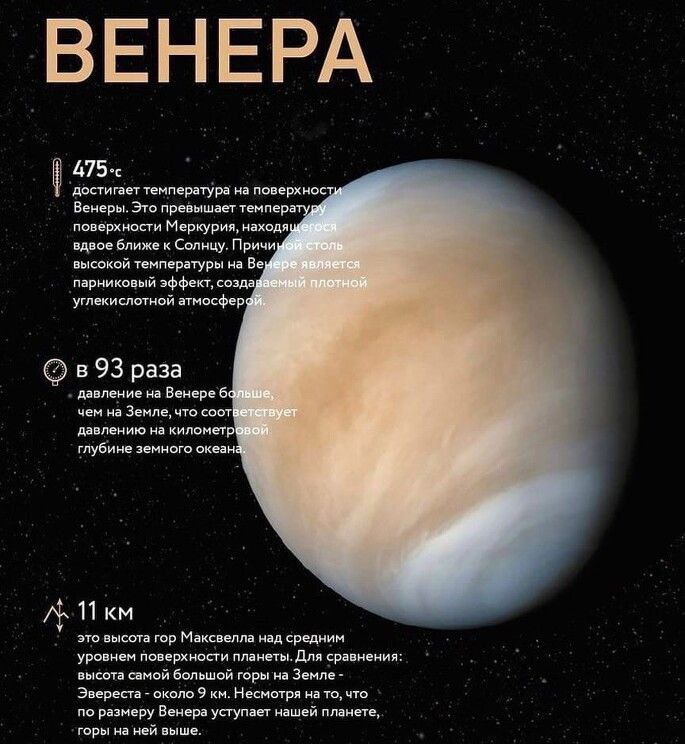 ВЕНЕРА
475°C
достигает температура на поверхности
Венеры. Это превышает температуру
поверхности Меркурия, находящегося
вдвое ближе к Солнцу. Причиной столь
высокой температуры на Венере является
парниковый эффект, создаваемый плотной
углекислотной атмосферой.
в 93 раза
давление на Венере больше,
чем на Земле, что соответствует
давлению на километровой
глубине земного океана.
11 км
это высота гор Максвелла над средним
уровнем поверхности планеты. Для сравнения:
высота самой большой горы на Земле -
Эвереста - около 9 км. Несмотря на то, что
по размеру Венера уступает нашей планете,
горы на ней выше.